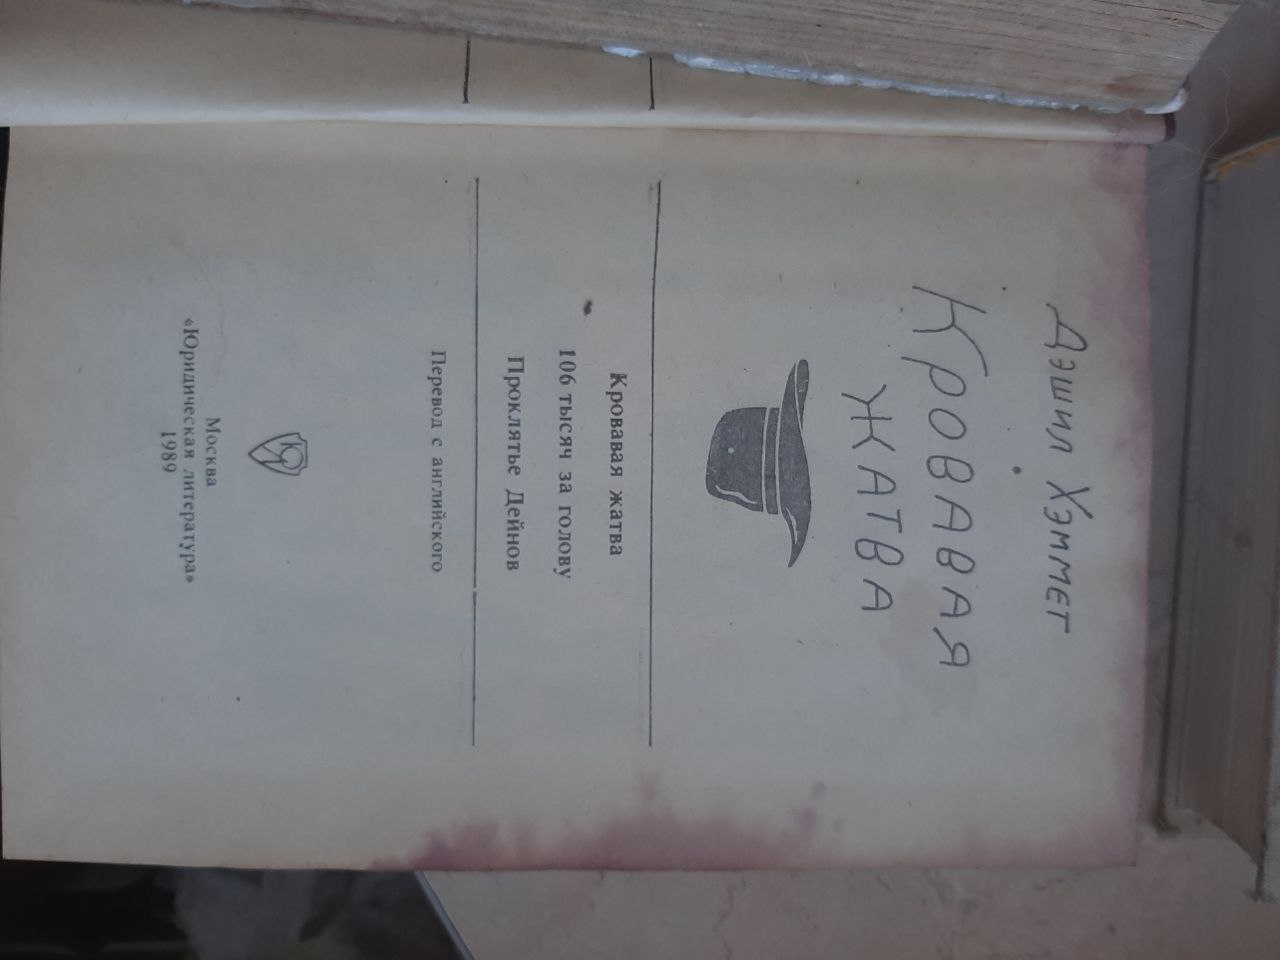 Дэшил Хэммет
КРОВАВАЯ
ЖАТВА
Кровавая жатва
106 тысяч за голову
Проклятье Дейнов
Перевод с английского
Москва
«Юридическая литература»
1989